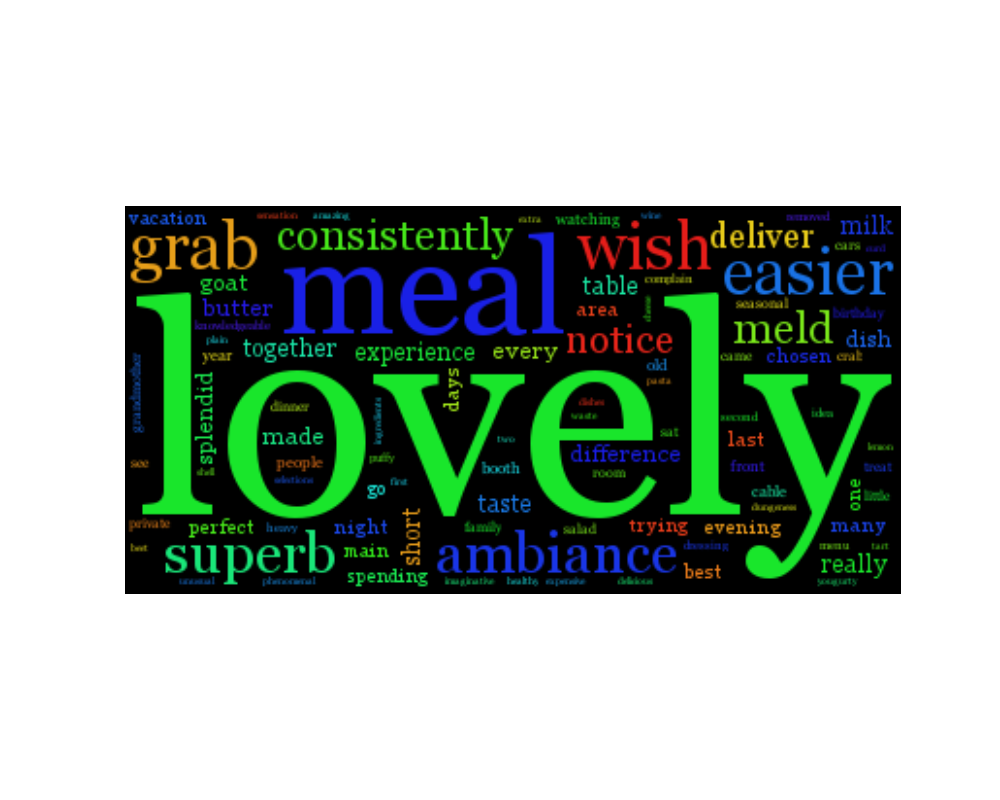 vacation
sensation
amazing
extra
watching
wine
removed
milk
grab
consistently
wish
deliver
ears
curd
meal
easier
goat
table
complain
butter
area
cheese
seasonal
birthday
knowledgeable
notice
meld
dish
plain
year
together
experience
every
old
came
chosen
crab
grandmother
splendid
days
pasta
lovely
dinner
ingredients
dishes
waste
second
idea
made
two
sat
last
lemon
see
people
puffy
booth
difference
front
treat
shell
selections
first
room
go
taste
cable
one
little
dungeness
private
perfect
heavy
night
short
family
salad
trying
evening
many
superb
main
ambiance
dressing
menu
tart
spending
best
really
unusual
phenomenal
imaginative
healthy
expensive
delicious
yougurty